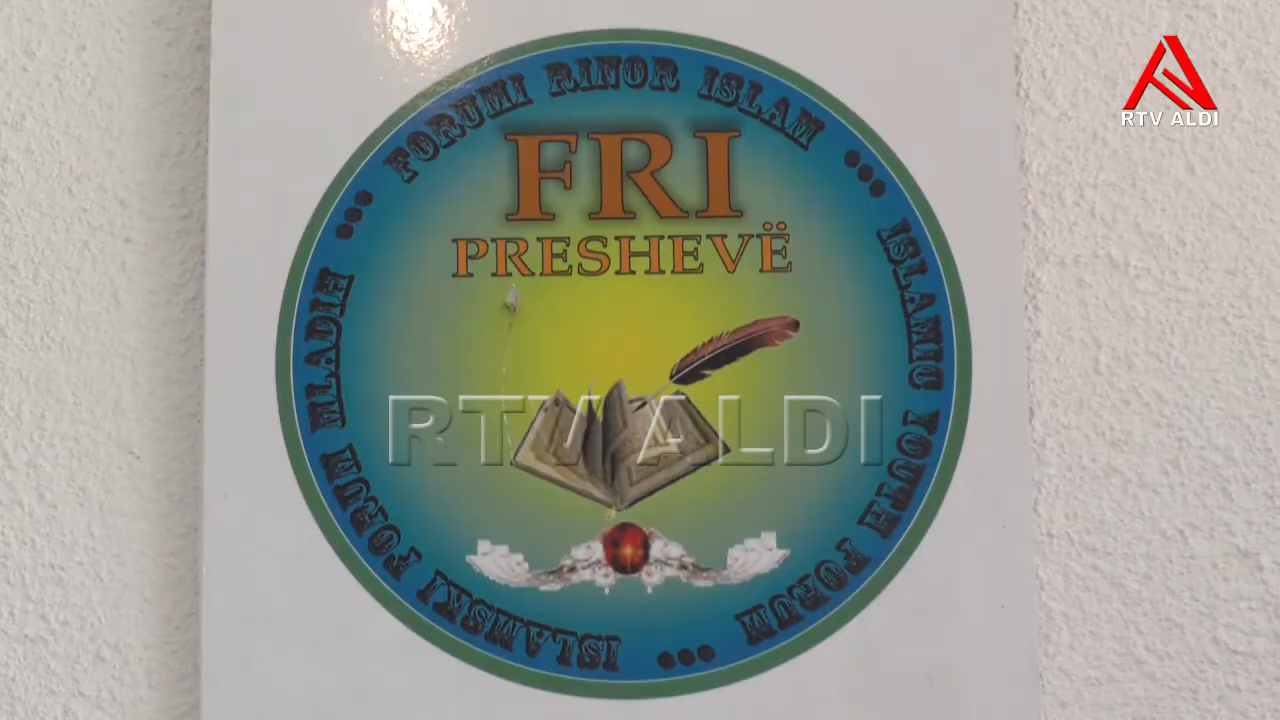 FORUMI RINOR ISLAM ...
ISLAMIC YOUTH FORUM ...
ISLAMSKI FORUM MLADIH ...
FRI
PRESHEVË
RTV ALDI
RTV ALDI